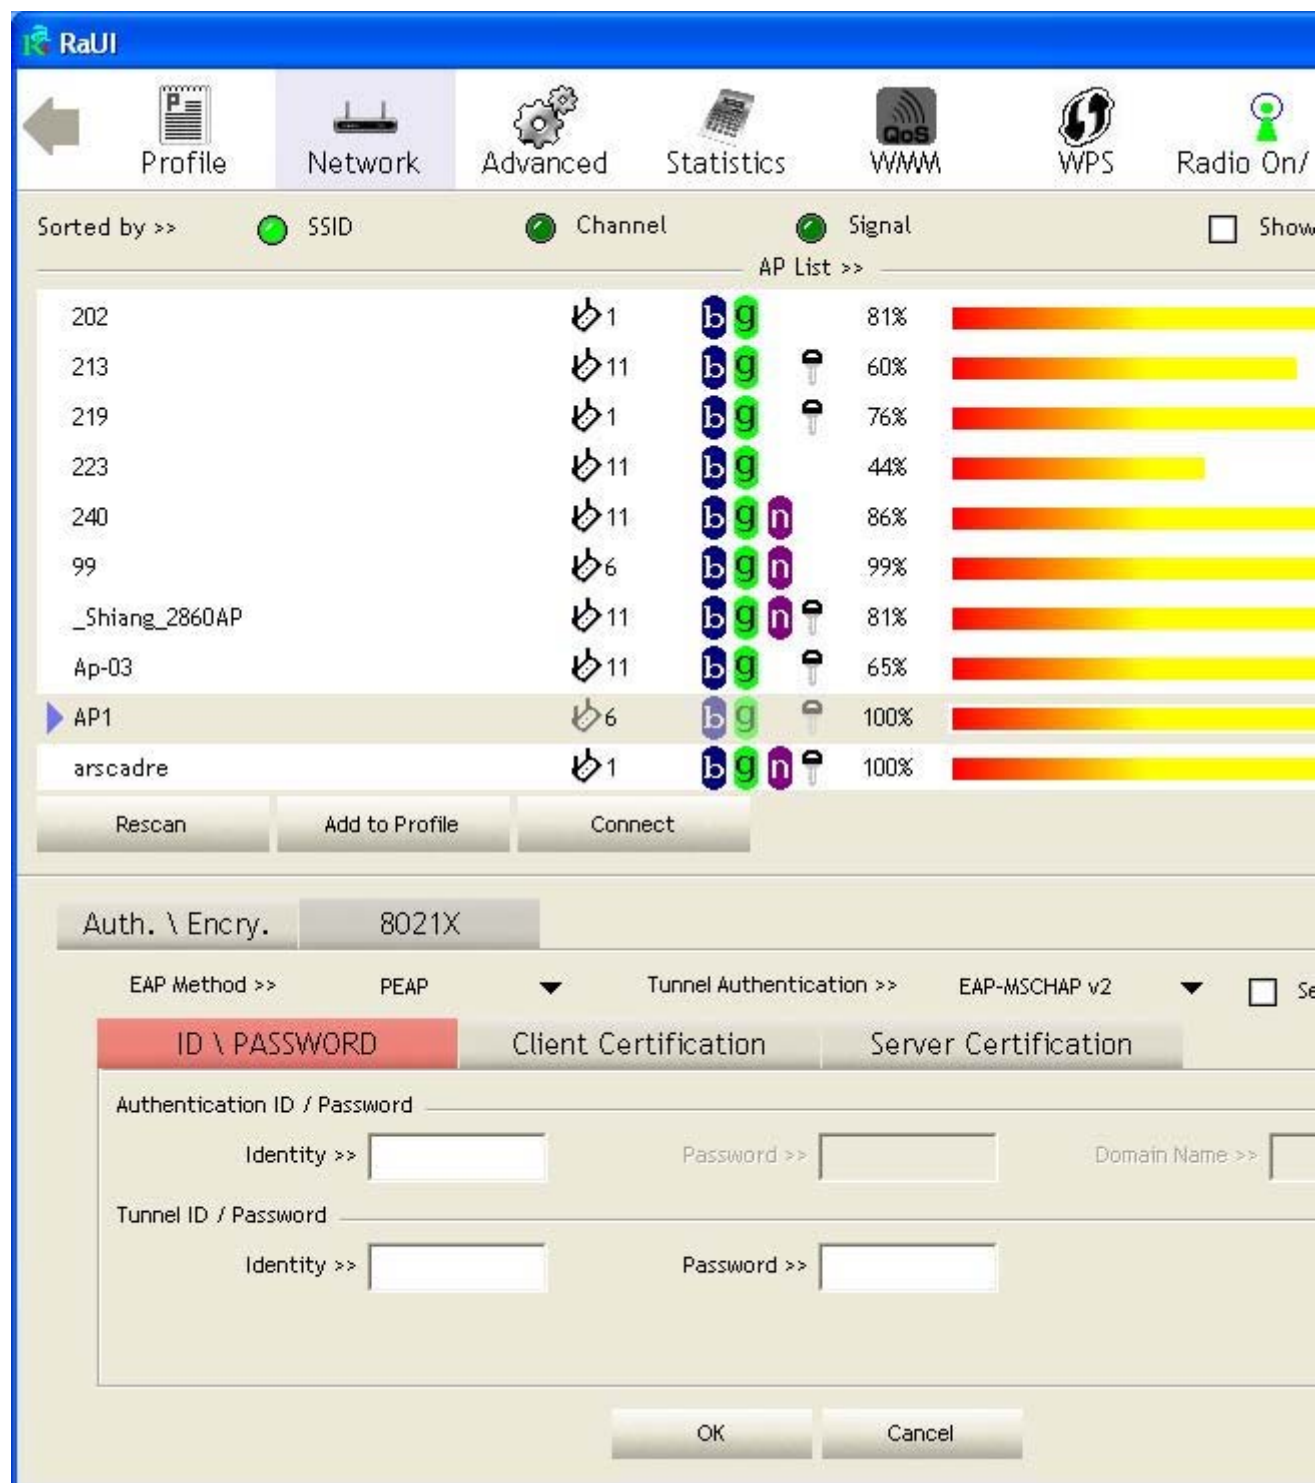 RaUI
Profile Network Advanced Statistics QoS WMM WPS Radio On/
Sorted by >> SSID Channel Signal Show
AP List >>
202 1 b g 81%
213 11 b g 60%
219 1 b g 76%
223 11 b g 44%
240 11 b g n 86%
99 6 b g n 99%
_Shiang_2860AP 11 b g n 81%
Ap-03 11 b g 65%
AP1 6 b g 100%
arscadre 1 b g n 100%
Rescan Add to Profile Connect
Auth. \ Encry. 8021X
EAP Method >> PEAP Tunnel Authentication >> EAP-MSCHAP v2 Se
ID \ PASSWORD Client Certification Server Certification
Authentication ID / Password
Identity >> Password >> Domain Name >>
Tunnel ID / Password
Identity >> Password >>
OK Cancel